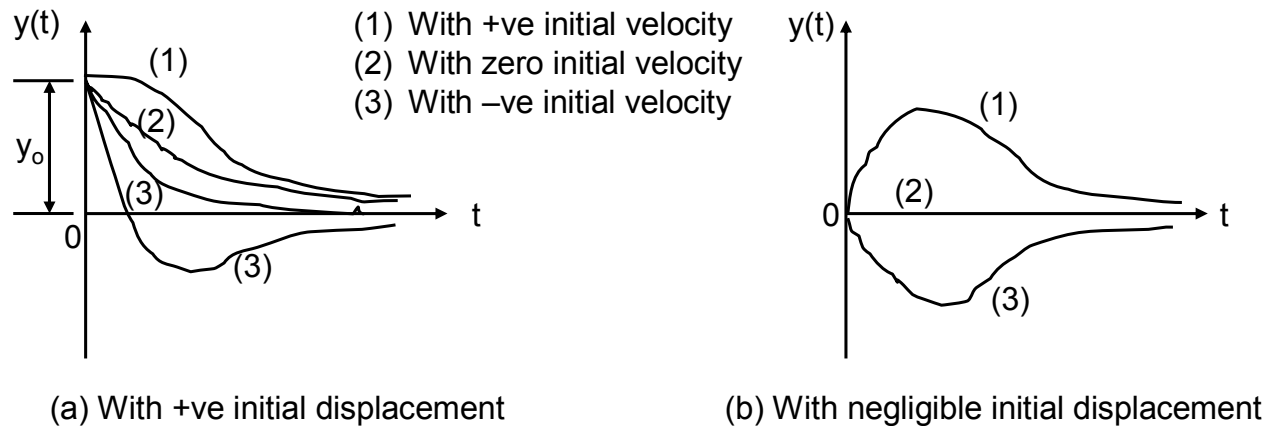 y(t)
(1) With +ve initial velocity
(2) With zero initial velocity
(3) With –ve initial velocity
(1)
(2)
yo
(3)
0
t
(3)
(a) With +ve initial displacement
y(t)
(1)
(2)
0
t
(3)
(b) With negligible initial displacement